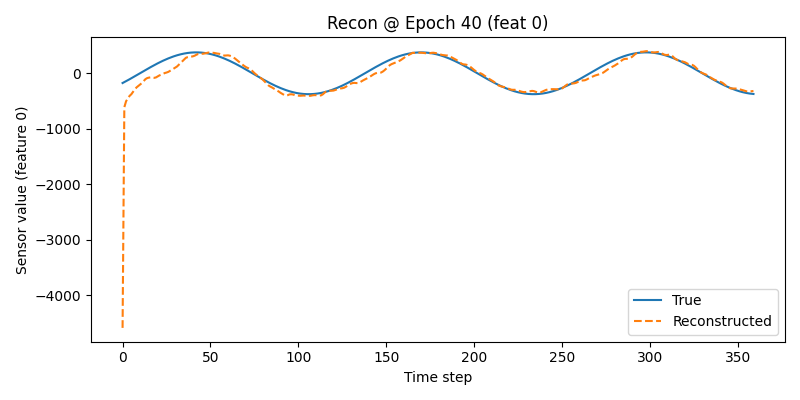 Recon @ Epoch 40 (feat 0)
Sensor value (feature 0)
0
−1000
−2000
−3000
−4000
True
Reconstructed
0 50 100 150 200 250 300 350
Time step